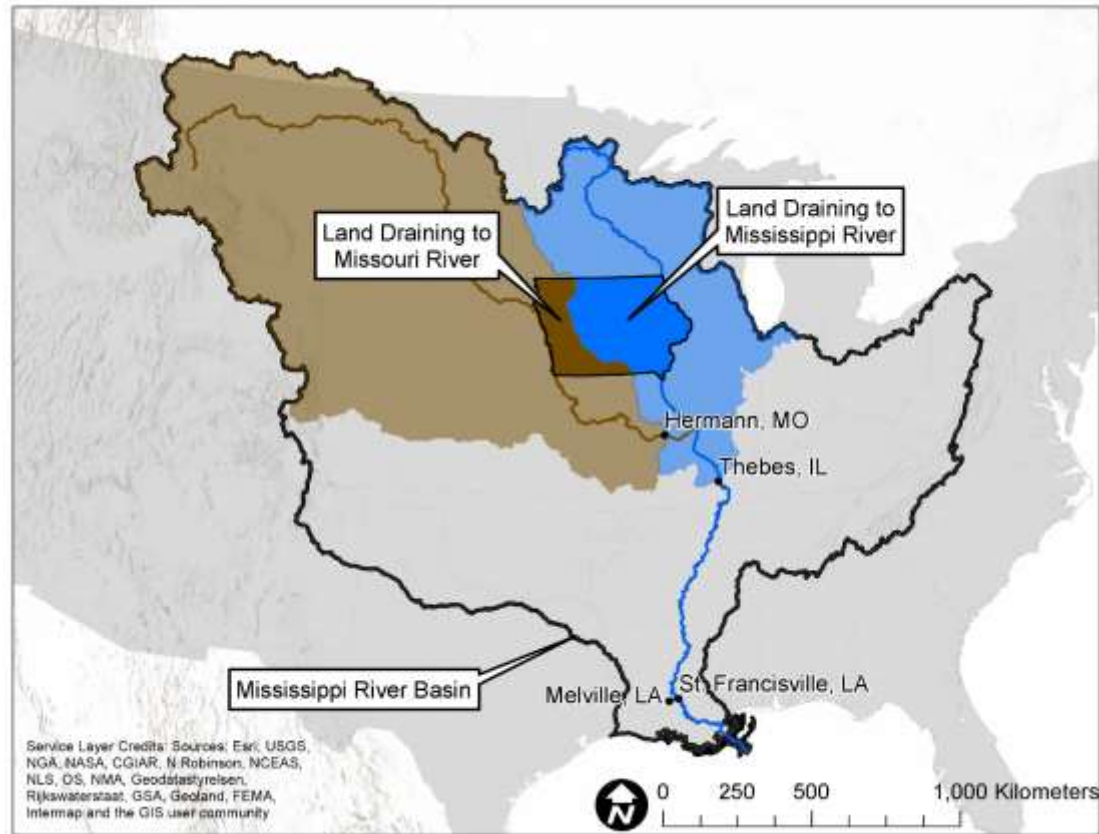 Land Draining to
Missouri River
Land Draining to
Mississippi River
Hermann, MO
Thebes, IL
Mississippi River Basin
Melville, LA
St. Francisville, LA
Service Layer Credits: Sources: Esri, USGS,
NGA, NASA, CGIAR, N Robinson, NCEAS,
NLS, OS, NMA, Geodatastyrelsen,
Rijkswaterstaat, GSA, Geoland, FEMA,
Intermap and the GIS user community
N
0 250 500 1,000 Kilometers